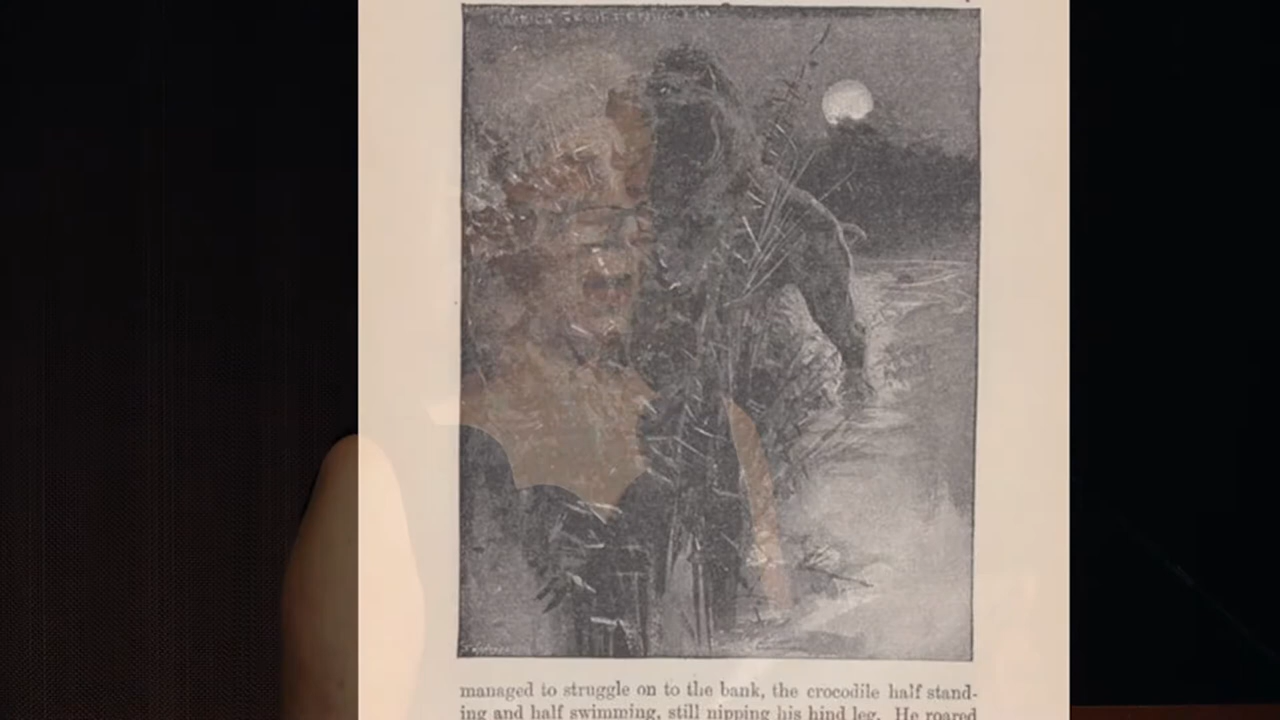 managed to struggle on to the bank, the crocodile half stand-
ing and half swimming, still nipping his hind leg. He roared